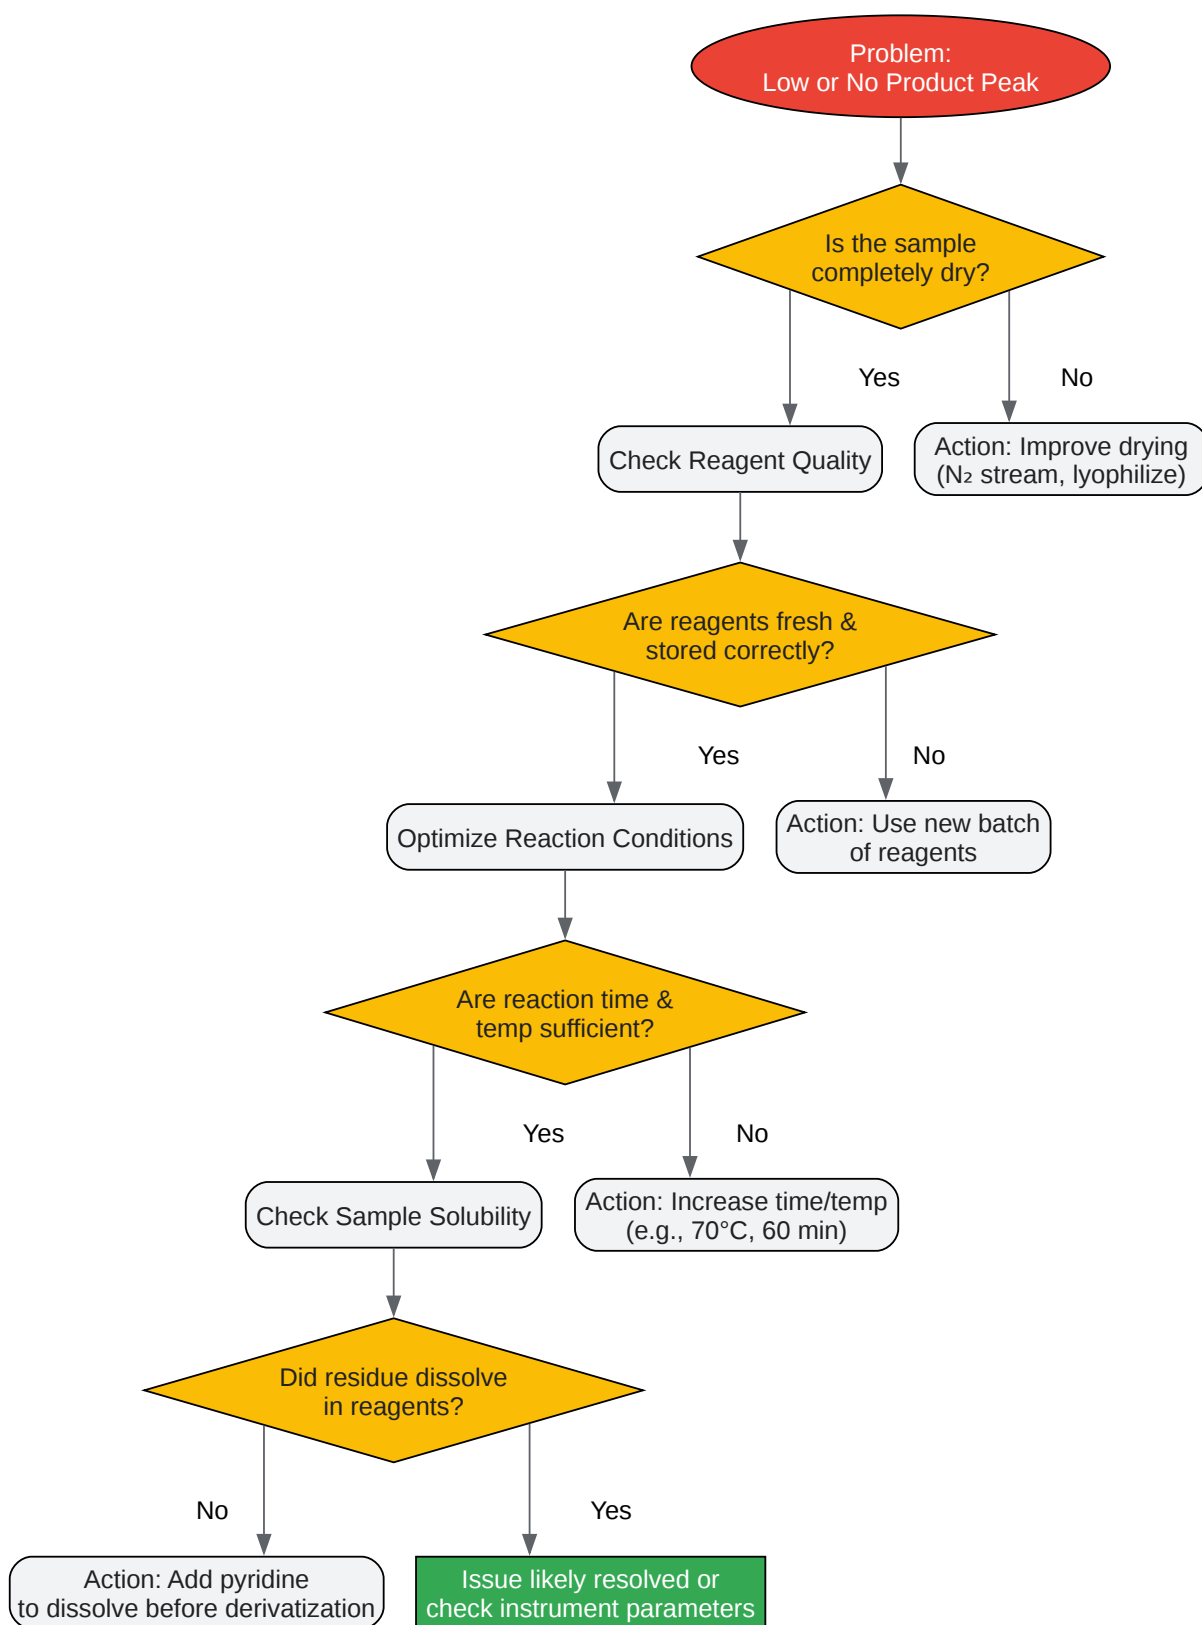 Problem:
Low or No Product Peak
Is the sample
completely dry?
Yes
No
Check Reagent Quality
Action: Improve drying
(N₂ stream, lyophilize)
Are reagents fresh &
stored correctly?
Yes
No
Optimize Reaction Conditions
Action: Use new batch
of reagents
Are reaction time &
temp sufficient?
Yes
No
Check Sample Solubility
Action: Increase time/temp
(e.g., 70°C, 60 min)
Did residue dissolve
in reagents?
No
Yes
Action: Add pyridine
to dissolve before derivatization
Issue likely resolved or
check instrument parameters